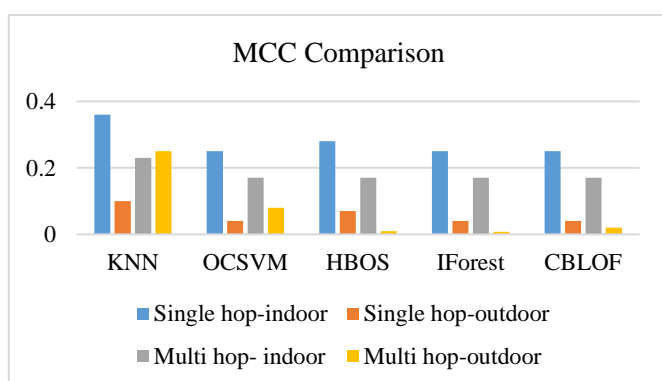 MCC Comparison
0.4
0.2
0
KNN OCSVM HBOS IForest CBLOF
Single hop-indoor Single hop-outdoor
Multi hop- indoor Multi hop-outdoor